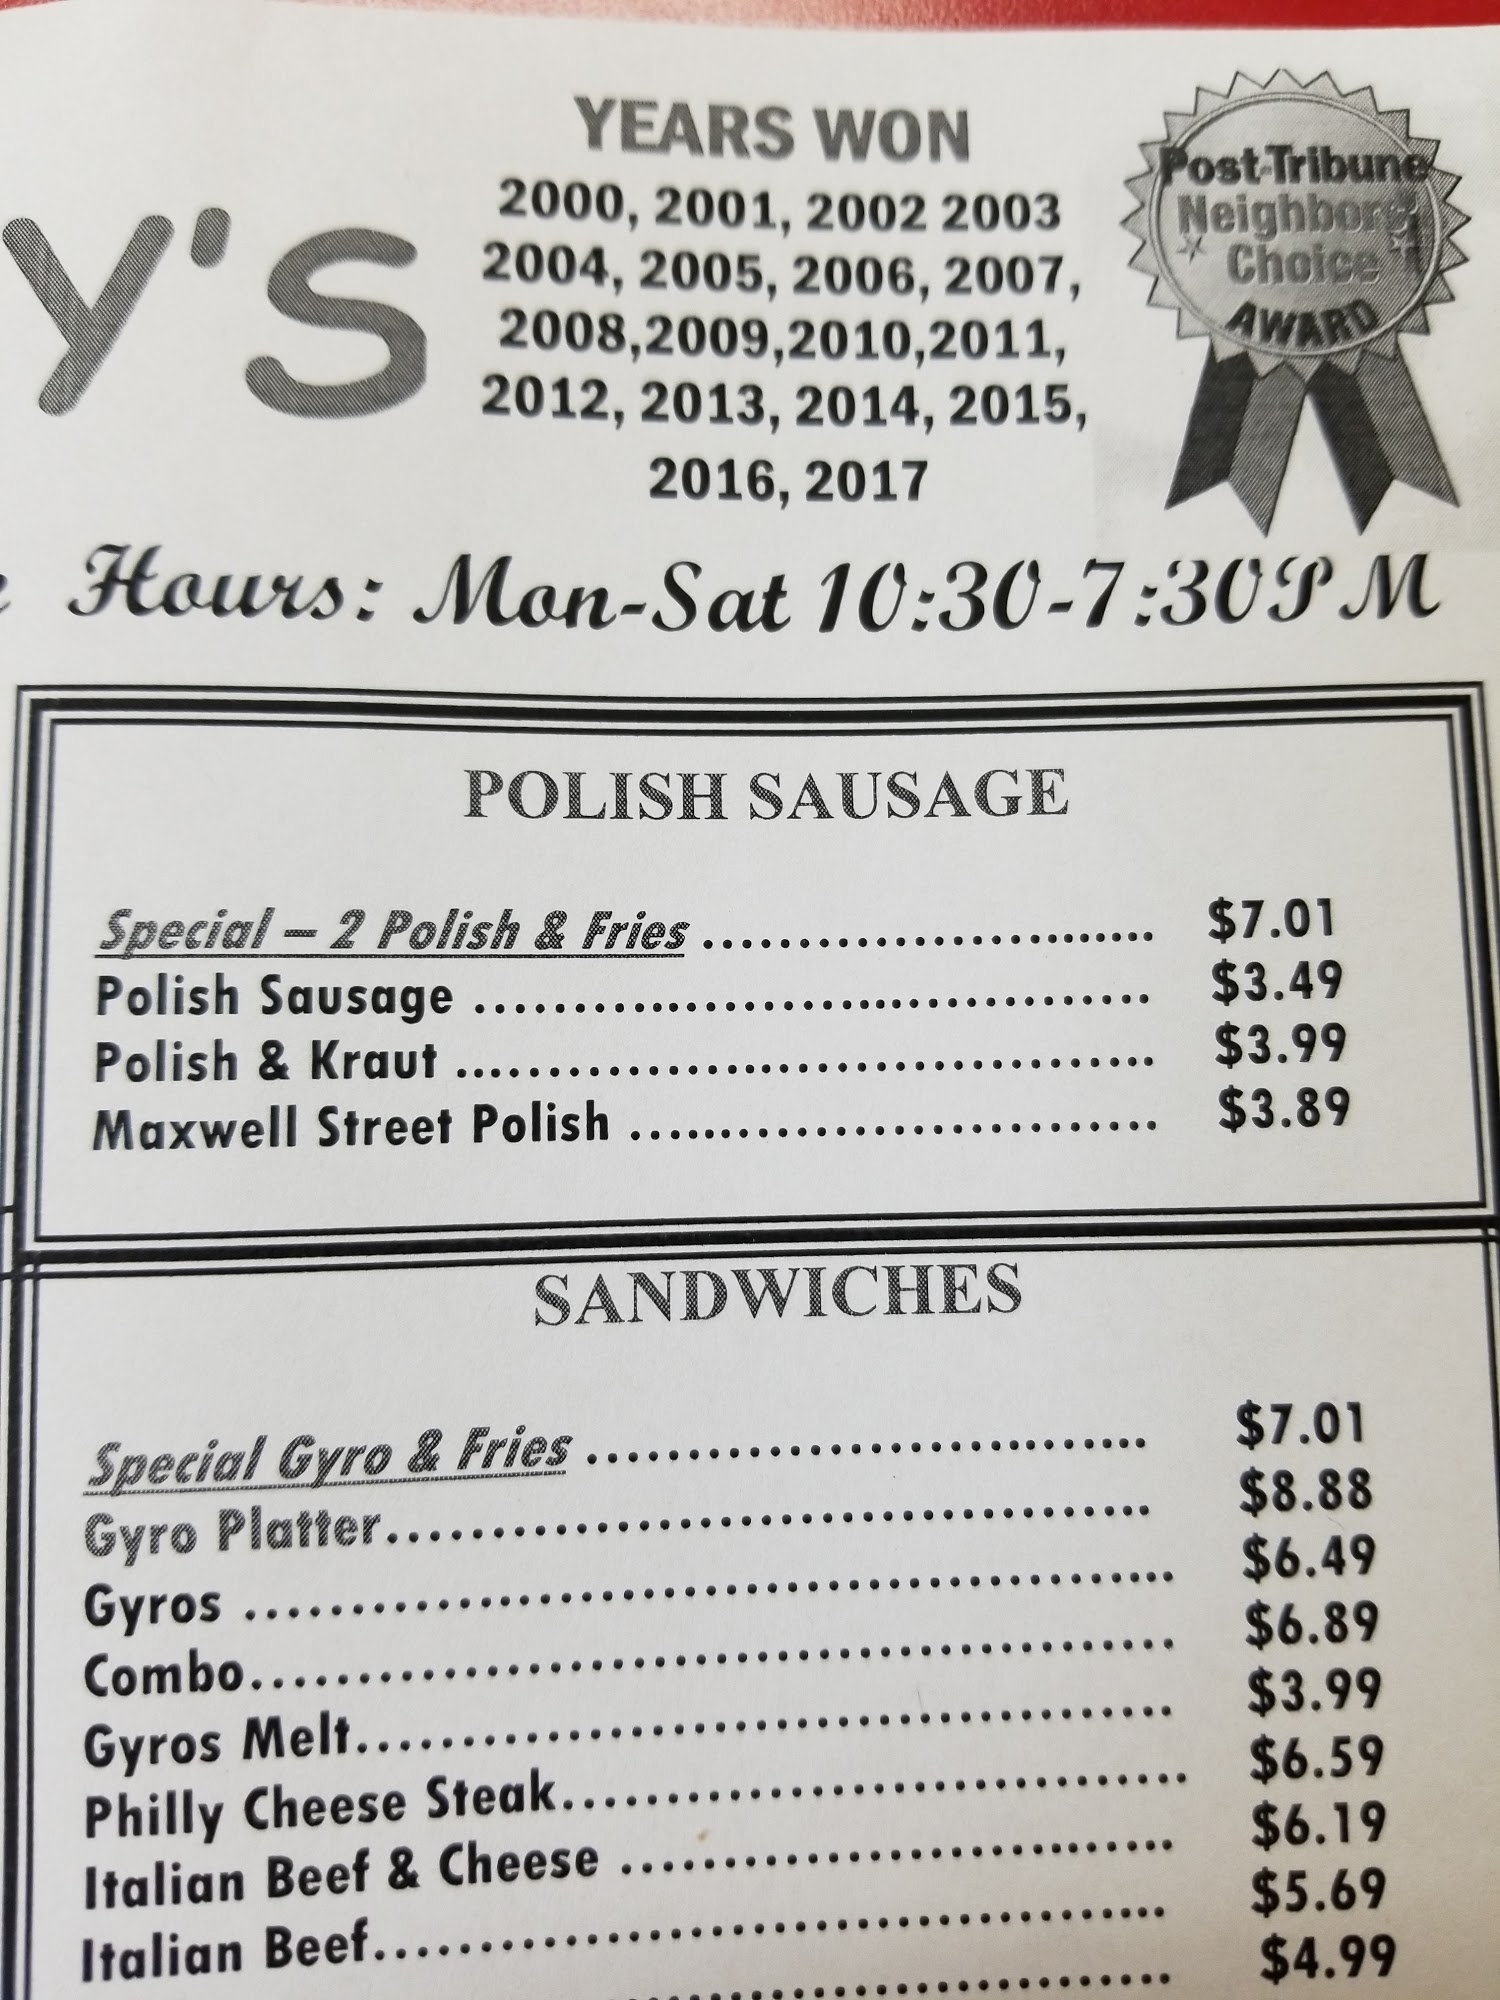 y's
YEARS WON
2000, 2001, 2002 2003
2004, 2005, 2006, 2007,
2008,2009,2010,2011,
2012, 2013, 2014, 2015,
2016, 2017
Post-Tribune
Neighbors
Choice
AWARD
Hours: Mon-Sat 10:30-7:30PM
POLISH SAUSAGE
Special – 2 Polish & Fries ........................... $7.01
Polish Sausage ........................................ $3.49
Polish & Kraut ......................................... $3.99
Maxwell Street Polish .............................. $3.89
SANDWICHES
Special Gyro & Fries ............................... $7.01
Gyro Platter........................................... $8.88
Gyros .................................................... $6.49
Combo................................................... $6.89
Gyros Melt............................................. $3.99
Philly Cheese Steak................................. $6.59
Italian Beef & Cheese .............................. $6.19
Italian Beef............................................ $5.69
$4.99